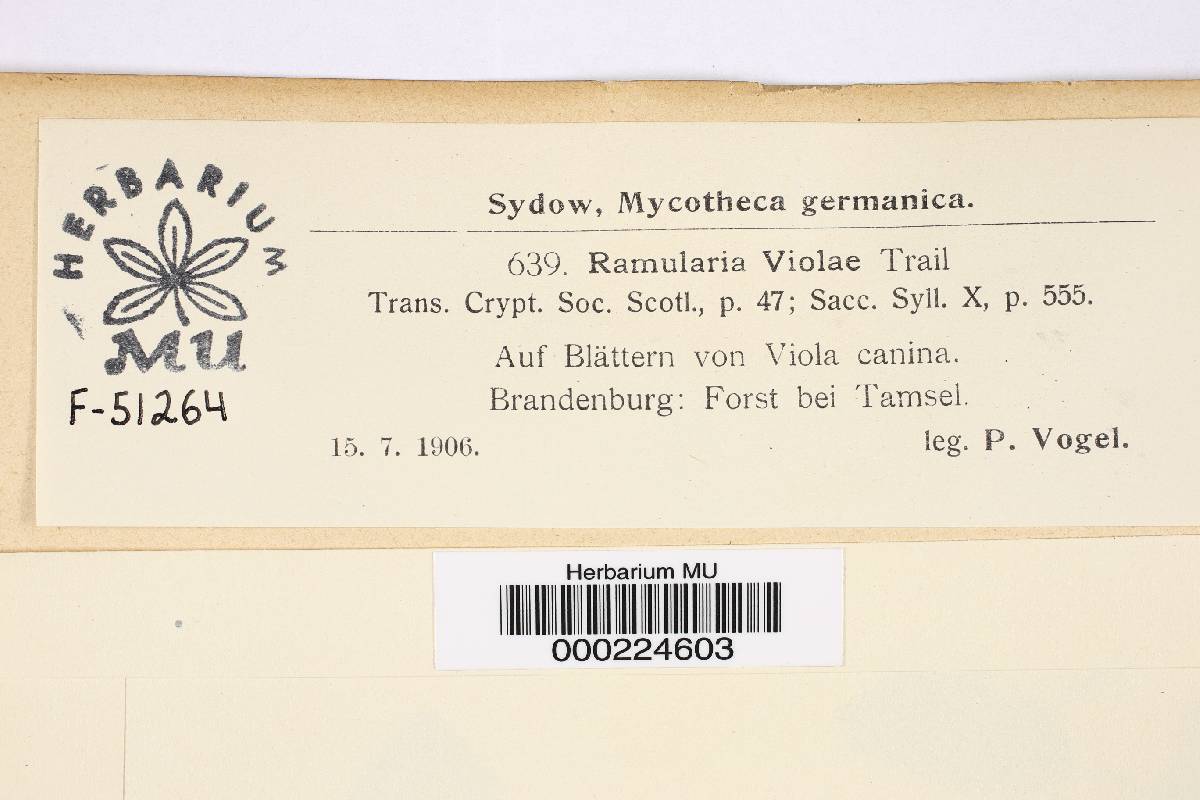 HERBARIUM
MU
F-51264
Sydow, Mycotheca germanica.
639. Ramularia Violae Trail
Trans. Crypt. Soc. Scotl., p. 47; Sacc. Syll. X, p. 555.
Auf Blättern von Viola canina.
Brandenburg: Forst bei Tamsel.
15. 7. 1906. leg. P. Vogel.
Herbarium MU
000224603